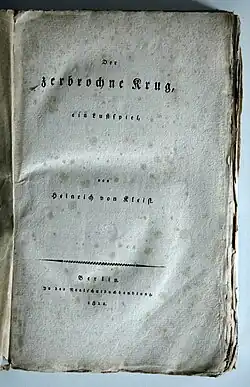 Der
zerbrochne Krug,
ein Lustspiel,
von
Heinrich von Kleist.
Berlin.
In der Realschulbuchhandlung.
1811.